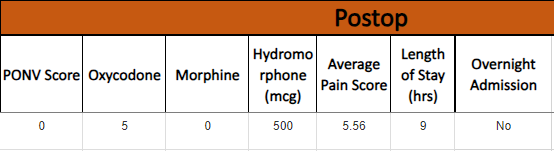 Postop
PONV Score Oxycodone Morphine Hydromo
rphone
(mcg) Average
Pain Score Length
of Stay
(hrs) Overnight
Admission
0 5 0 500 5.56 9 No